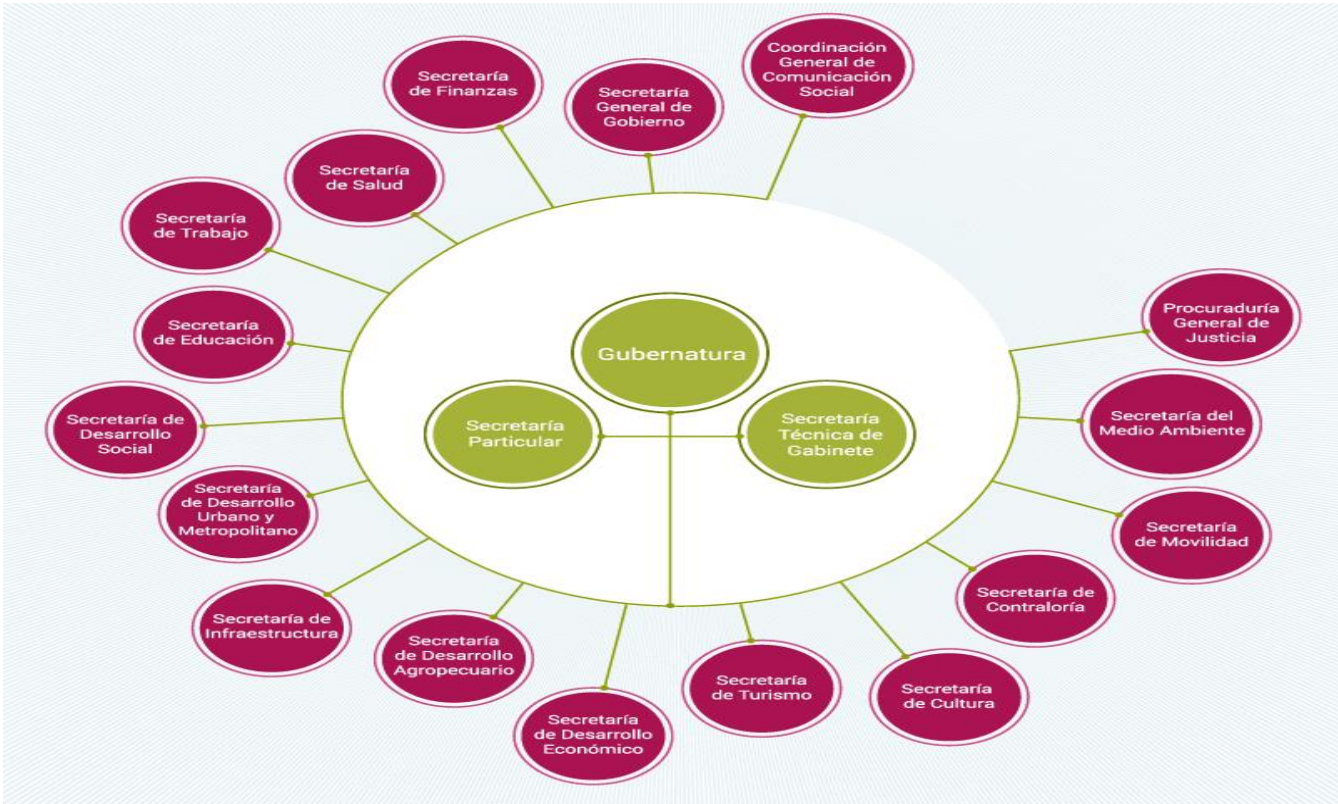 Coordinación
General de
Comunicación
Social
Secretaría
General de
Gobierno
Secretaría
de Finanzas
Secretaría
de Salud
Secretaría
de Trabajo
Secretaría
de Educación
Secretaría de
Desarrollo
Social
Secretaría
de Desarrollo
Urbano y
Metropolitano
Secretaría de
Infraestructura
Secretaría
de Desarrollo
Agropecuario
Secretaría
de Desarrollo
Económico
Secretaría
de Turismo
Secretaría
de Cultura
Secretaría de
Contraloría
Secretaría
de Movilidad
Secretaría del
Medio Ambiente
Procuraduría
General de
Justicia
Gubernatura
Secretaría
Particular
Secretaría
Técnica de
Gabinete